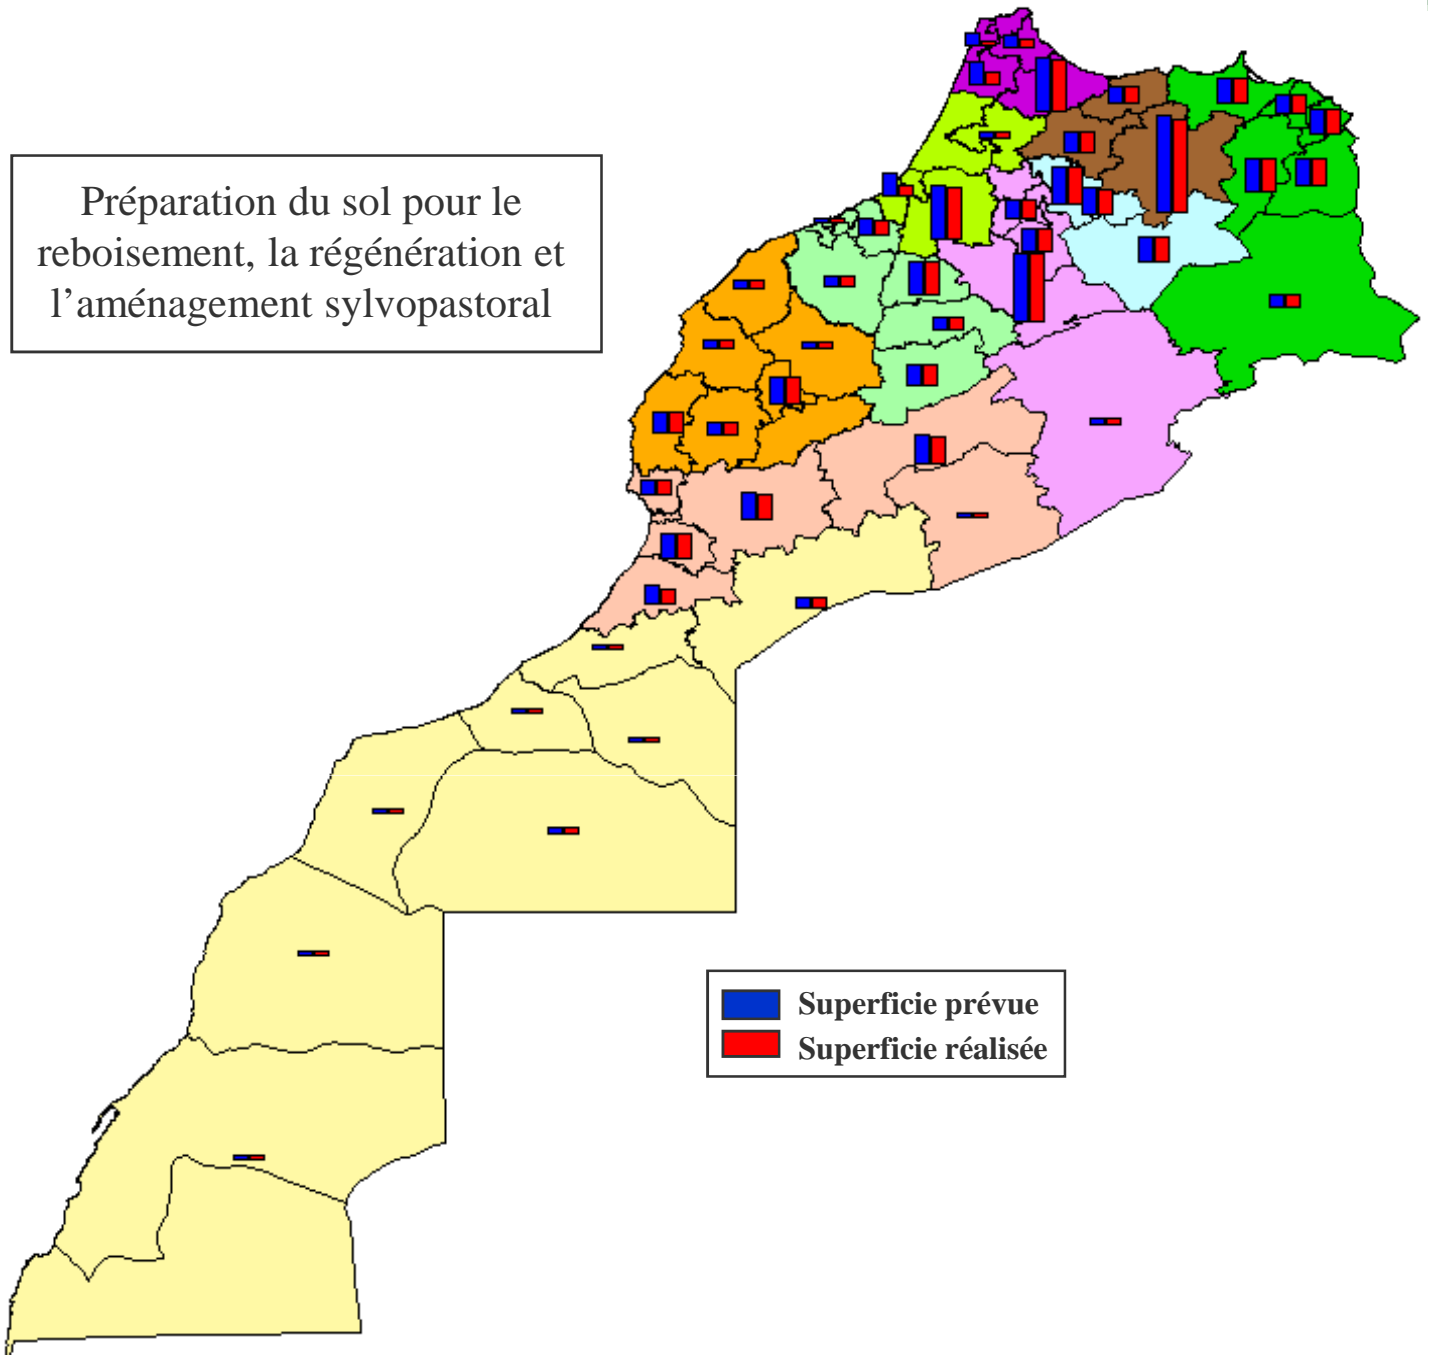 Préparation du sol pour le
reboisement, la régénération et
l’aménagement sylvopastoral
Superficie prévue
Superficie réalisée